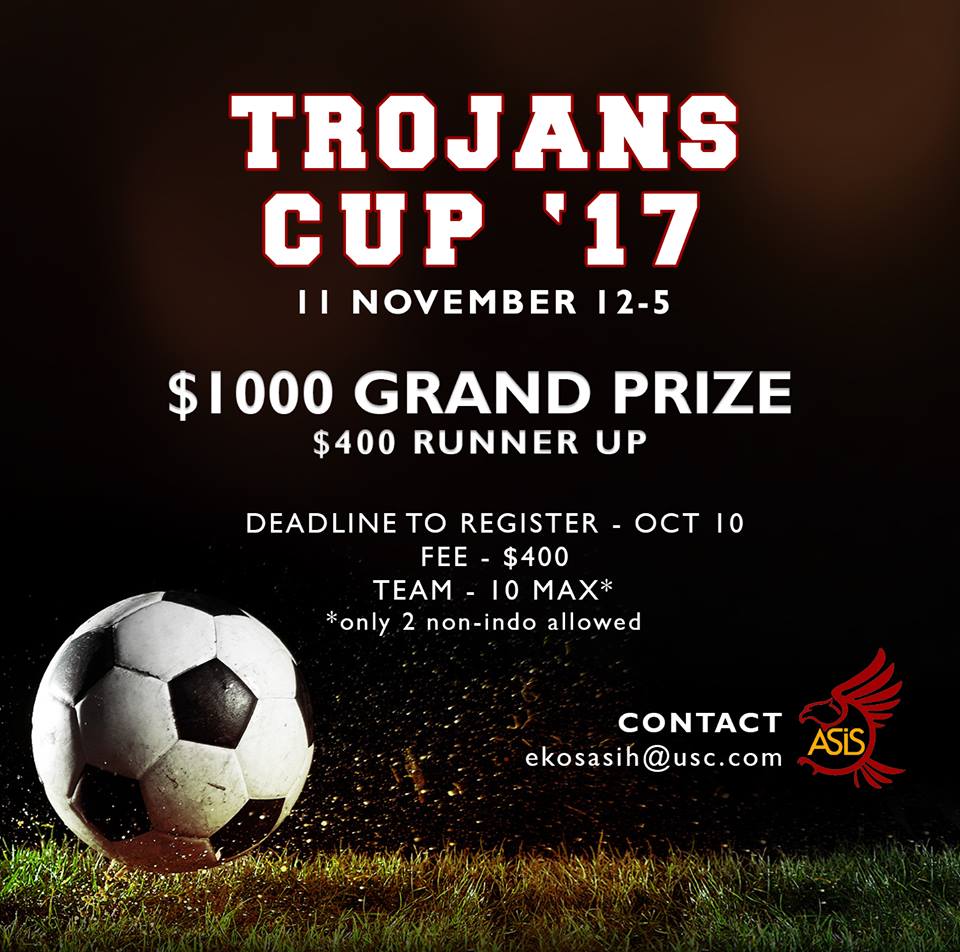 TROJANS
CUP '17
11 NOVEMBER 12-5
$1000 GRAND PRIZE
$400 RUNNER UP
DEADLINE TO REGISTER - OCT 10
FEE - $400
TEAM - 10 MAX*
*only 2 non-indo allowed
CONTACT
ekosasih@usc.com
ASiS